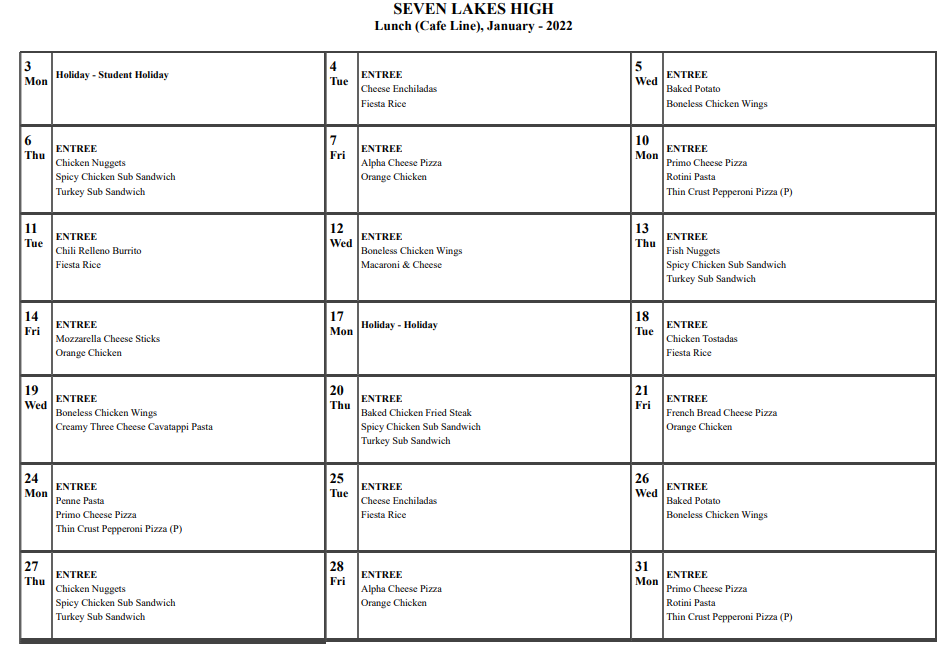 SEVEN LAKES HIGH
Lunch (Cafe Line), January - 2022
3
Mon
Holiday - Student Holiday
4
Tue
ENTREE
Cheese Enchiladas
Fiesta Rice
5
Wed
ENTREE
Baked Potato
Boneless Chicken Wings
6
Thu
ENTREE
Chicken Nuggets
Spicy Chicken Sub Sandwich
Turkey Sub Sandwich
7
Fri
ENTREE
Alpha Cheese Pizza
Orange Chicken
10
Mon
ENTREE
Primo Cheese Pizza
Rotini Pasta
Thin Crust Pepperoni Pizza (P)
11
Tue
ENTREE
Chili Relleno Burrito
Fiesta Rice
12
Wed
ENTREE
Boneless Chicken Wings
Macaroni & Cheese
13
Thu
ENTREE
Fish Nuggets
Spicy Chicken Sub Sandwich
Turkey Sub Sandwich
14
Fri
ENTREE
Mozzarella Cheese Sticks
Orange Chicken
17
Mon
Holiday - Holiday
18
Tue
ENTREE
Chicken Tostadas
Fiesta Rice
19
Wed
ENTREE
Boneless Chicken Wings
Creamy Three Cheese Cavatappi Pasta
20
Thu
ENTREE
Baked Chicken Fried Steak
Spicy Chicken Sub Sandwich
Turkey Sub Sandwich
21
Fri
ENTREE
French Bread Cheese Pizza
Orange Chicken
24
Mon
ENTREE
Penne Pasta
Primo Cheese Pizza
Thin Crust Pepperoni Pizza (P)
25
Tue
ENTREE
Cheese Enchiladas
Fiesta Rice
26
Wed
ENTREE
Baked Potato
Boneless Chicken Wings
27
Thu
ENTREE
Chicken Nuggets
Spicy Chicken Sub Sandwich
Turkey Sub Sandwich
28
Fri
ENTREE
Alpha Cheese Pizza
Orange Chicken
31
Mon
ENTREE
Primo Cheese Pizza
Rotini Pasta
Thin Crust Pepperoni Pizza (P)